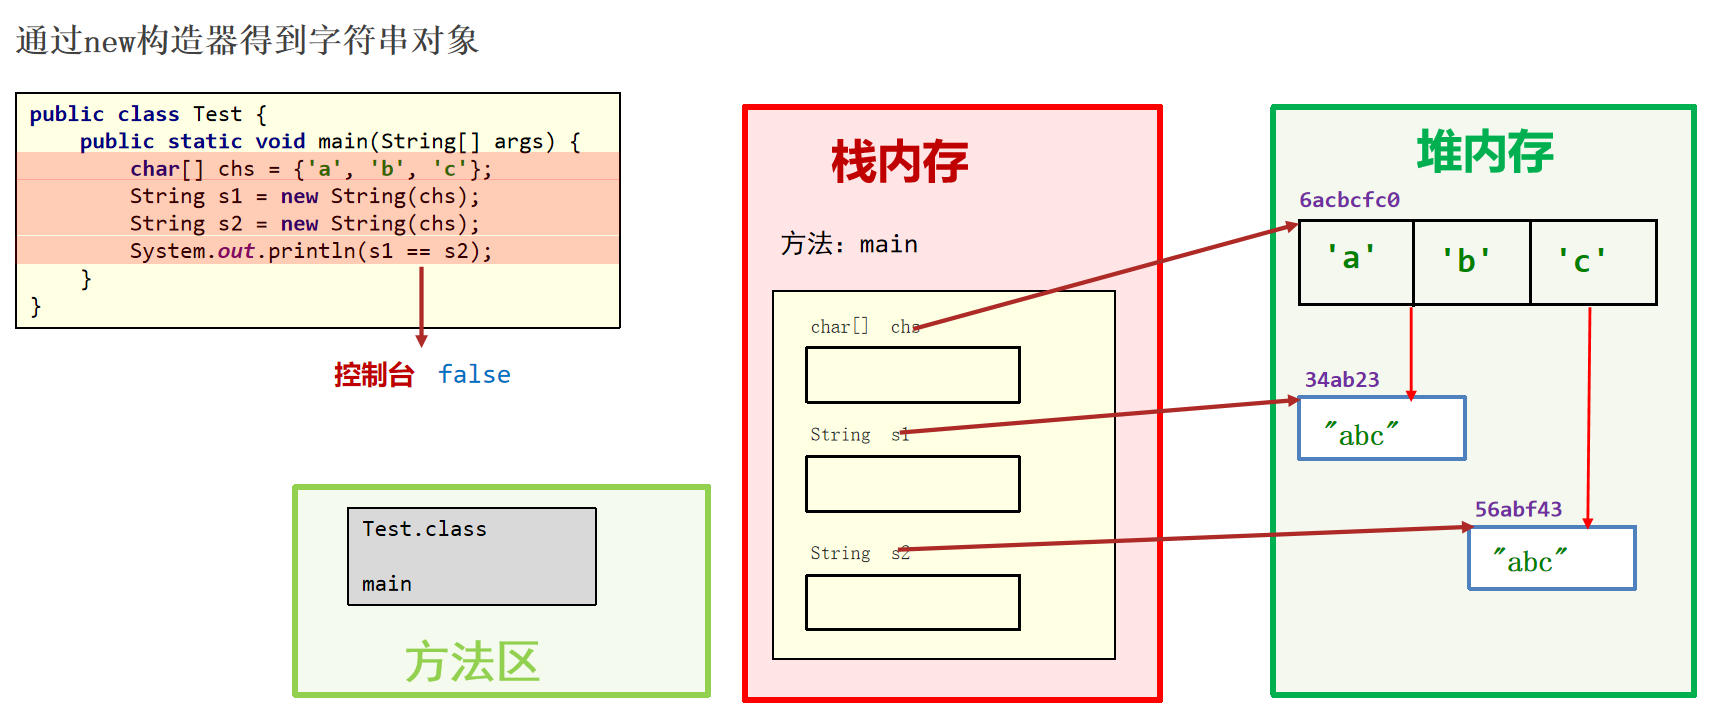 通过new构造器得到字符串对象
public class Test {
    public static void main(String[] args) {
        char[] chs = {'a', 'b', 'c'};
        String s1 = new String(chs);
        String s2 = new String(chs);
        System.out.println(s1 == s2);
    }
}
控制台 false
Test.class
main
方法区
栈内存
方法：main
char[] chs
String s1
String s2
堆内存
6acbcfc0
'a' 'b' 'c'
34ab23
"abc"
56abf43
"abc"